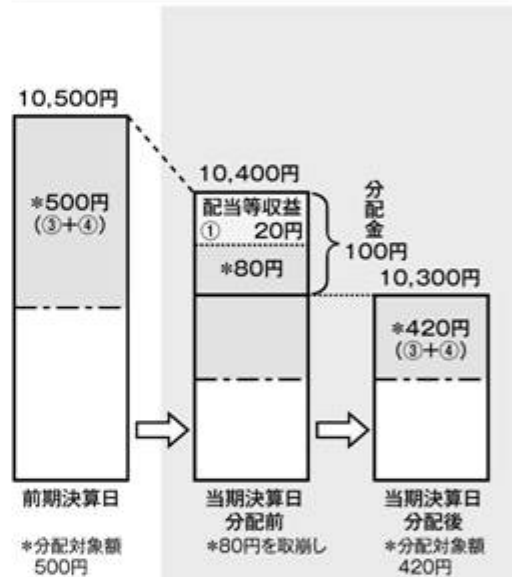 10,500円
*500円
(③+④)
前期決算日
*分配対象額
500円
10,400円
配当等収益
① 20円
*80円
分配金
100円
当期決算日
分配前
*80円を取崩し
10,300円
*420円
(③+④)
当期決算日
分配後
*分配対象額
420円